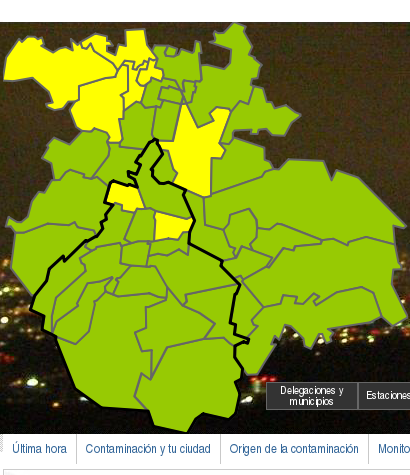 Delegaciones y
municipios
Estaciones
Última hora
Contaminación y tu ciudad
Origen de la contaminación
Monito